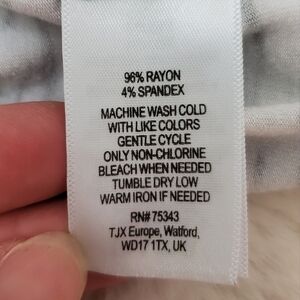 96% RAYON
4% SPANDEX
MACHINE WASH COLD
WITH LIKE COLORS
GENTLE CYCLE
ONLY NON-CHLORINE
BLEACH WHEN NEEDED
TUMBLE DRY LOW
WARM IRON IF NEEDED
RN# 75343
TJX Europe, Watford,
WD17 1TX, UK